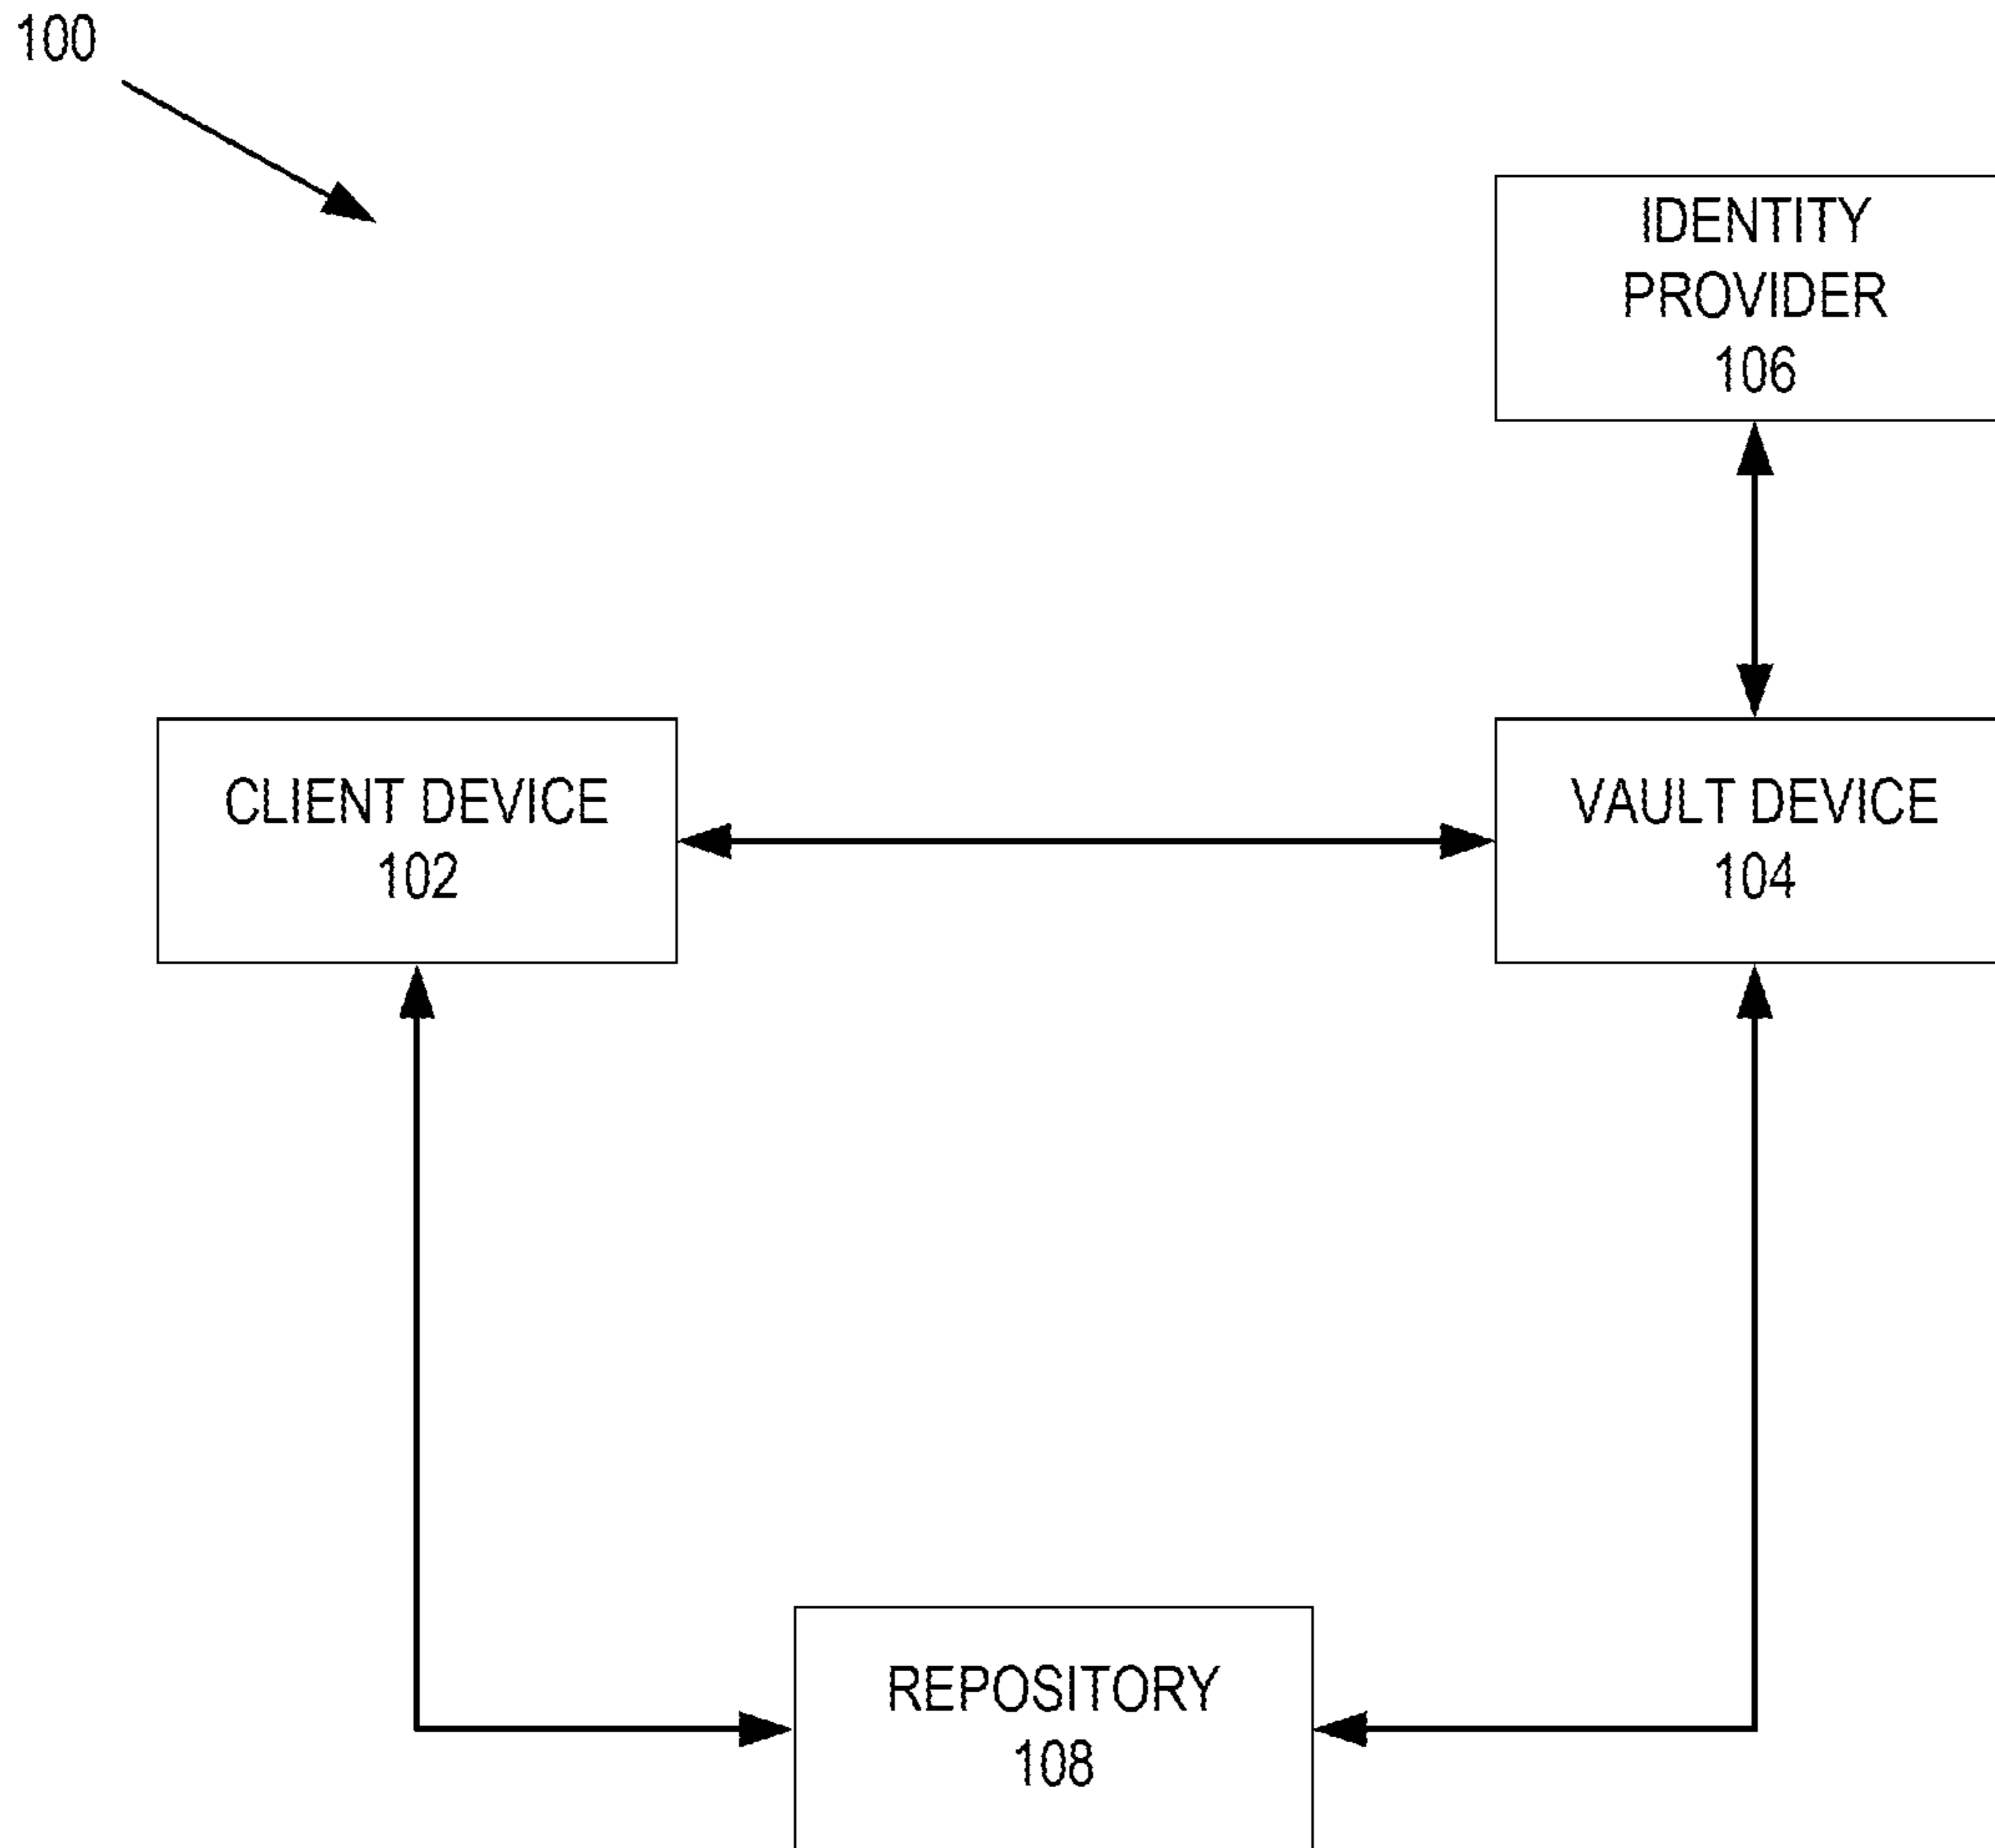 100
IDENTITY
PROVIDER
106
CLIENT DEVICE
102
VAULT DEVICE
104
REPOSITORY
108